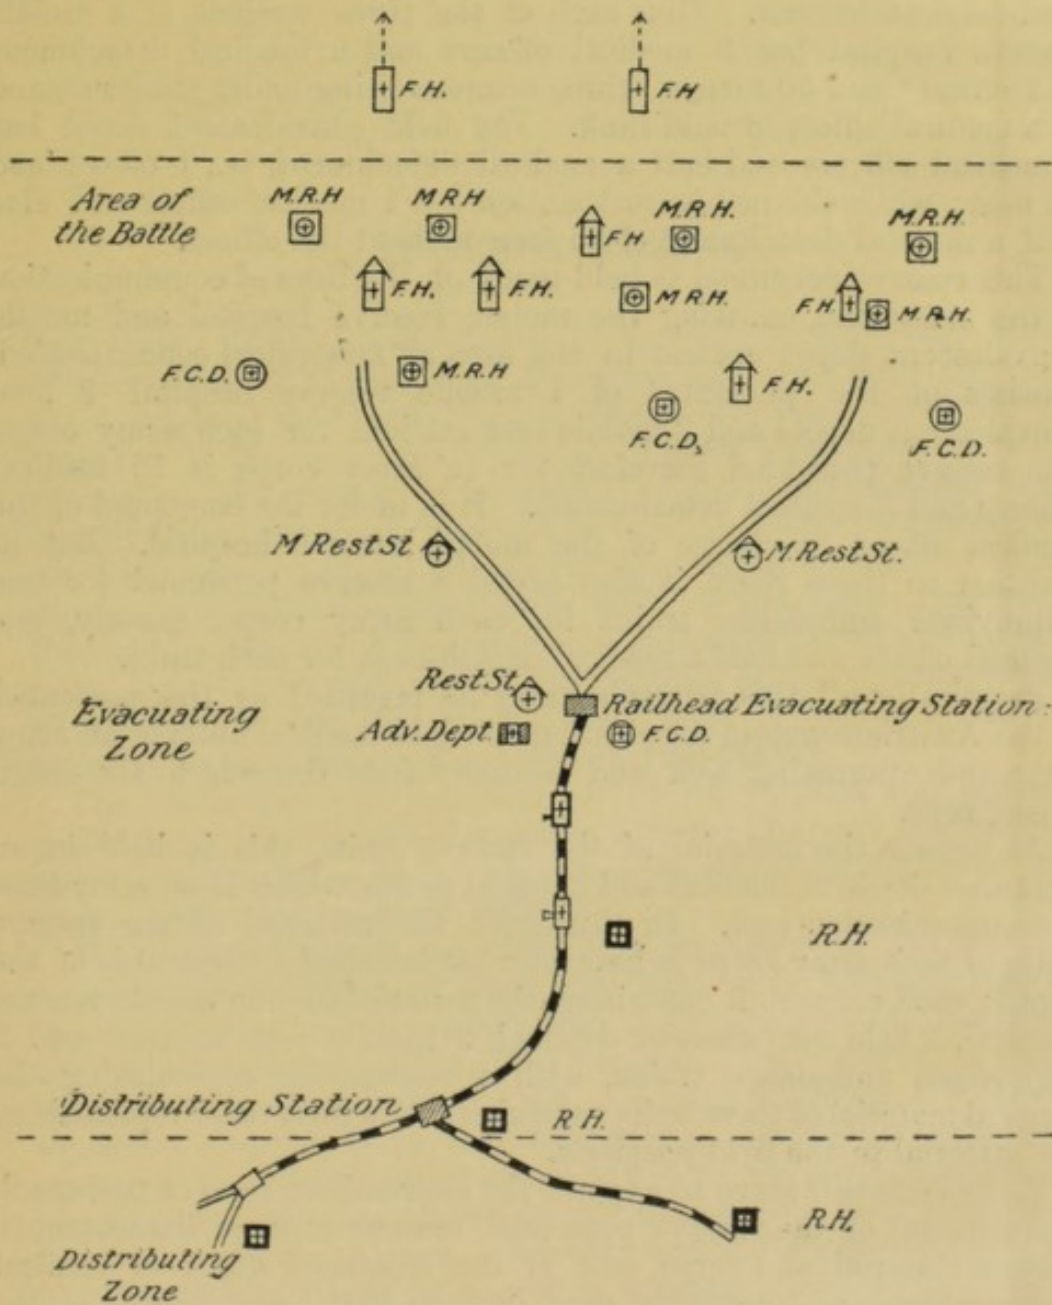 F.H.
F.H
Area of
the Battle
M.R.H
M.R.H
F.H
M.R.H.
M.R.H.
F.H.
F.H.
M.R.H.
F.H
M.R.H.
F.C.D.
M.R.H
F.H.
F.C.D.
F.C.D.
M Rest St
M. Rest St.
Rest St.
Railhead Evacuating Station
Evacuating
Zone
Adv. Dept
F.C.D.
R.H.
Distributing Station
R H.
R.H.
Distributing
Zone